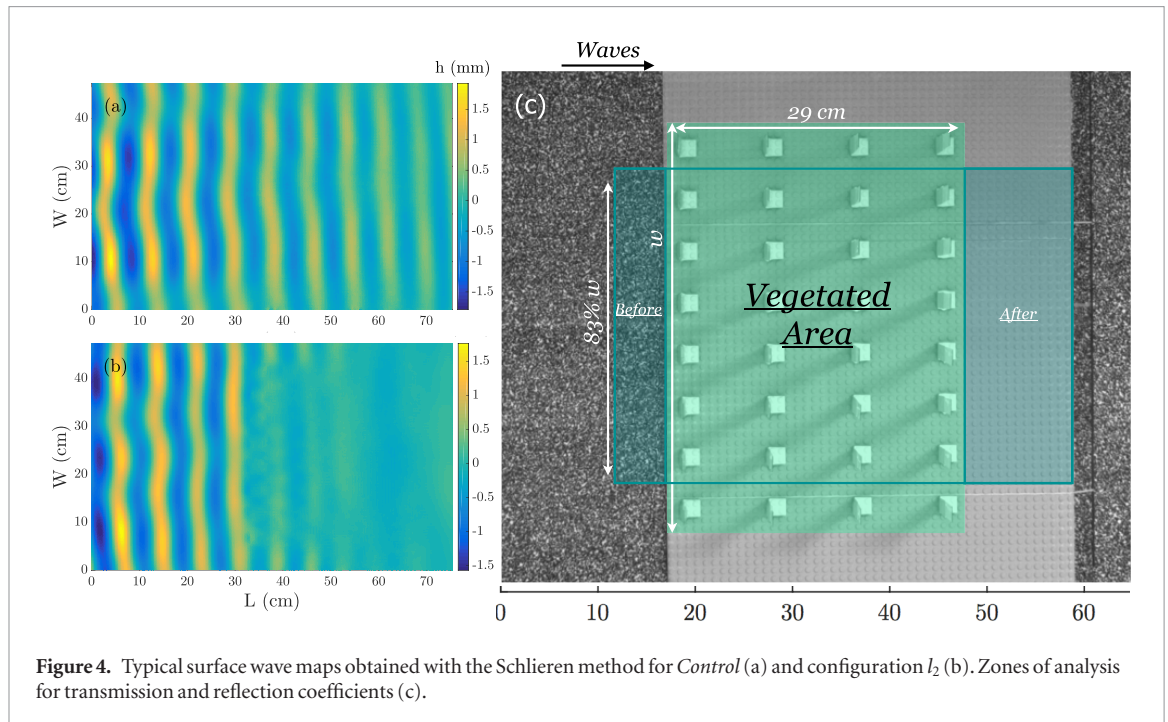 h (mm)
(a)
1.5
1
0.5
0
-0.5
-1
-1.5
W (cm)
40
30
20
10
0
0 10 20 30 40 50 60 70
(b)
1.5
1
0.5
0
-0.5
-1
-1.5
W (cm)
40
30
20
10
0
0 10 20 30 40 50 60 70
L (cm)
Waves
(c)
29 cm
w
83% w
Before
Vegetated
Area
After
0 10 20 30 40 50 60
Figure 4. Typical surface wave maps obtained with the Schlieren method for Control (a) and configuration l₂ (b). Zones of analysis
for transmission and reflection coefficients (c).